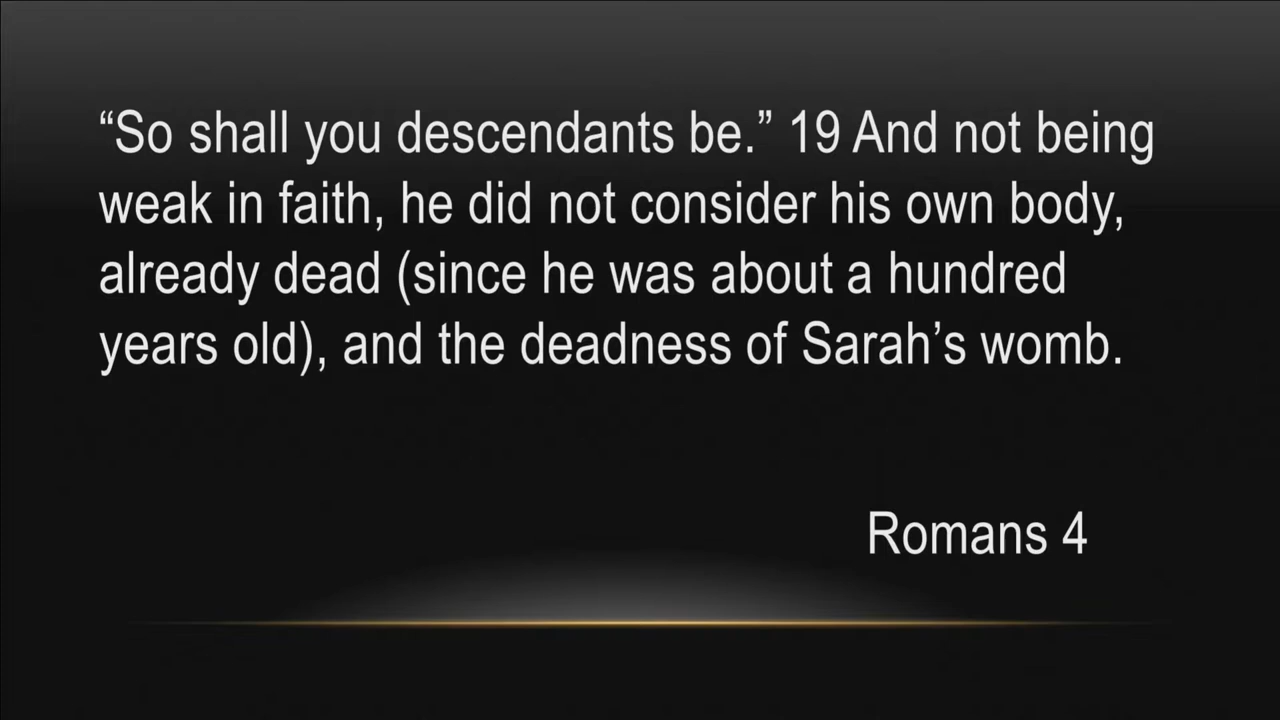 “So shall you descendants be.” 19 And not being
weak in faith, he did not consider his own body,
already dead (since he was about a hundred
years old), and the deadness of Sarah’s womb.
Romans 4